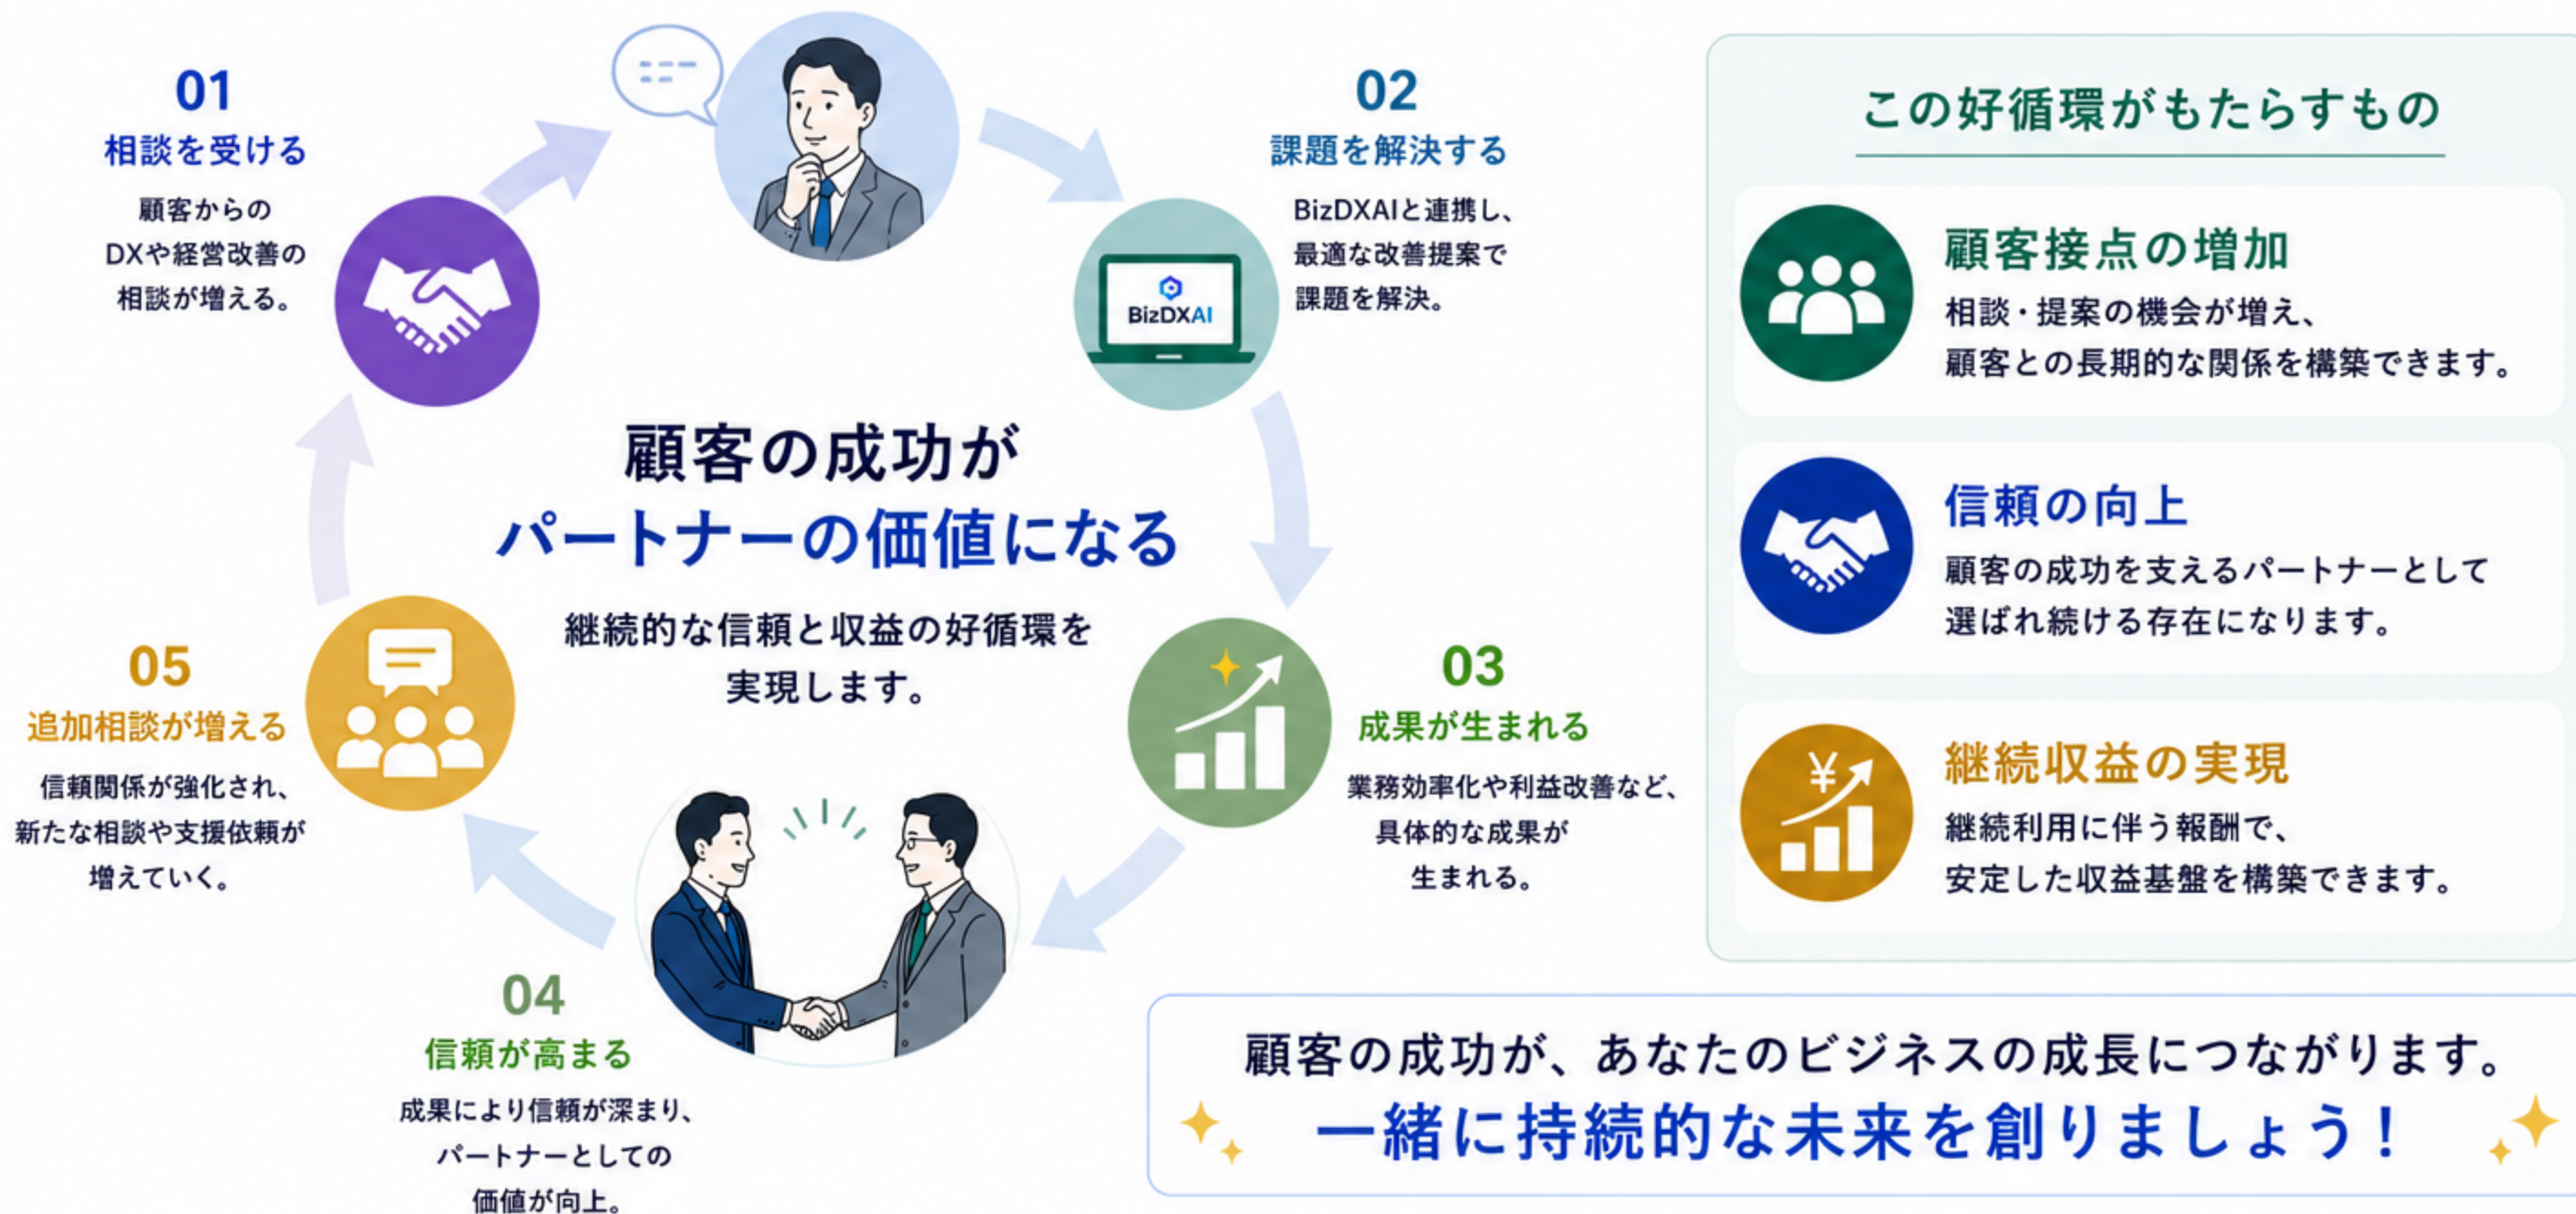 01
相談を受ける
顧客からの
DXや経営改善の
相談が増える。
02
課題を解決する
BizDXAIと連携し、
最適な改善提案で
課題を解決。
BizDXAI
顧客の成功が
パートナーの価値になる
継続的な信頼と収益の好循環を
実現します。
03
成果が生まれる
業務効率化や利益改善など、
具体的な成果が
生まれる。
04
信頼が高まる
成果により信頼が深まり、
パートナーとしての
価値が向上。
05
追加相談が増える
信頼関係が強化され、
新たな相談や支援依頼が
増えていく。
この好循環がもたらすもの
顧客接点の増加
相談・提案の機会が増え、
顧客との長期的な関係を構築できます。
信頼の向上
顧客の成功を支えるパートナーとして
選ばれ続ける存在になります。
¥
継続収益の実現
継続利用に伴う報酬で、
安定した収益基盤を構築できます。
顧客の成功が、あなたのビジネスの成長につながります。
一緒に持続的な未来を創りましょう！